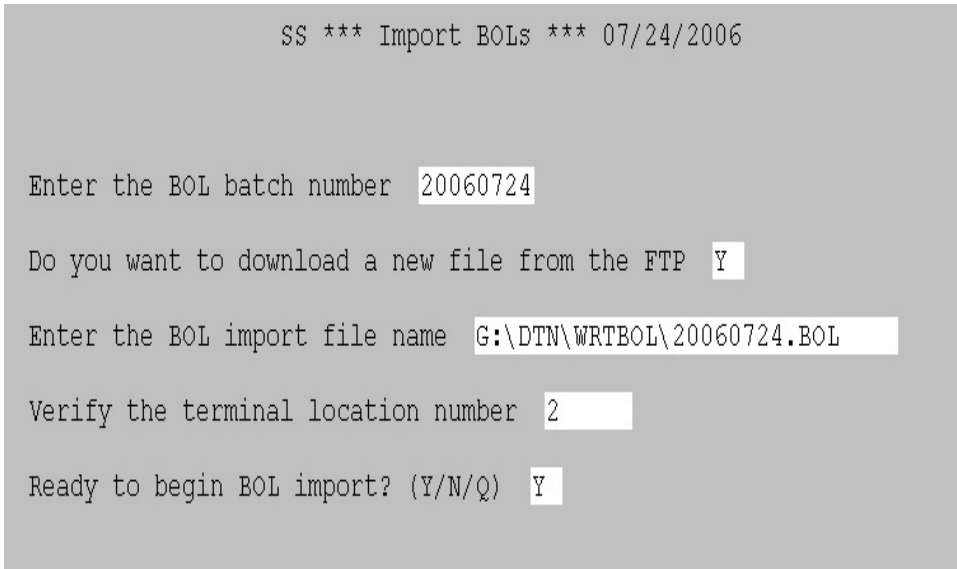 SS *** Import BOLs *** 07/24/2006
Enter the BOL batch number 20060724
Do you want to download a new file from the FTP Y
Enter the BOL import file name G:\DTN\WRTBOL\20060724.BOL
Verify the terminal location number 2
Ready to begin BOL import? (Y/N/Q) Y